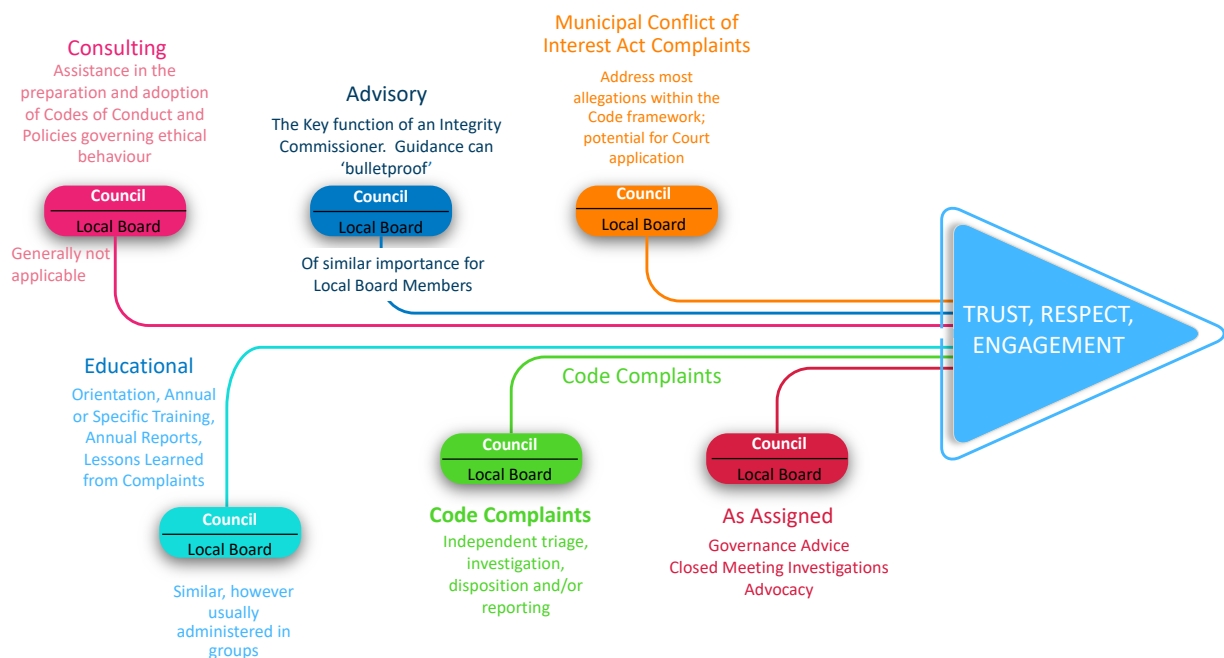 Consulting
Assistance in the
preparation and adoption
of Codes of Conduct and
Policies governing ethical
behaviour
Council
Local Board
Generally not
applicable
Advisory
The Key function of an Integrity
Commissioner.  Guidance can
‘bulletproof’
Council
Local Board
Of similar importance for
Local Board Members
Municipal Conflict of
Interest Act Complaints
Address most
allegations within the
Code framework;
potential for Court
application
Council
Local Board
TRUST, RESPECT,
ENGAGEMENT
Educational
Orientation, Annual
or Specific Training,
Annual Reports,
Lessons Learned
from Complaints
Council
Local Board
Similar, however
usually
administered in
groups
Code Complaints
Council
Local Board
Code Complaints
Independent triage,
investigation,
disposition and/or
reporting
Council
Local Board
As Assigned
Governance Advice
Closed Meeting Investigations
Advocacy